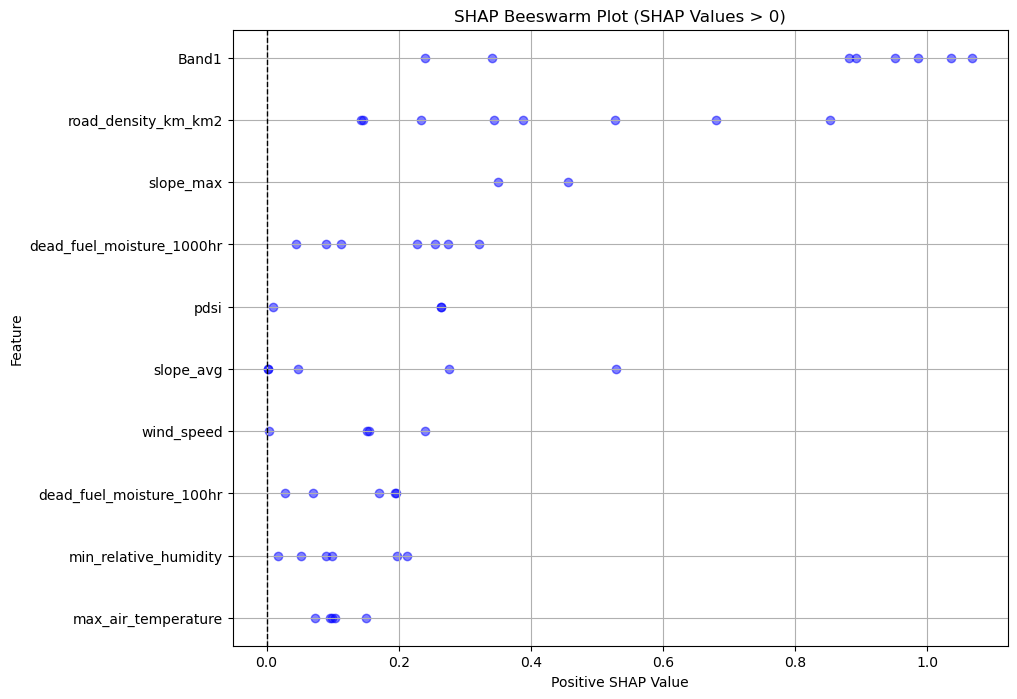 SHAP Beeswarm Plot (SHAP Values > 0)
Band1
road_density_km_km2
slope_max
dead_fuel_moisture_1000hr
pdsi
slope_avg
wind_speed
dead_fuel_moisture_100hr
min_relative_humidity
max_air_temperature
Feature
0.0 0.2 0.4 0.6 0.8 1.0
Positive SHAP Value